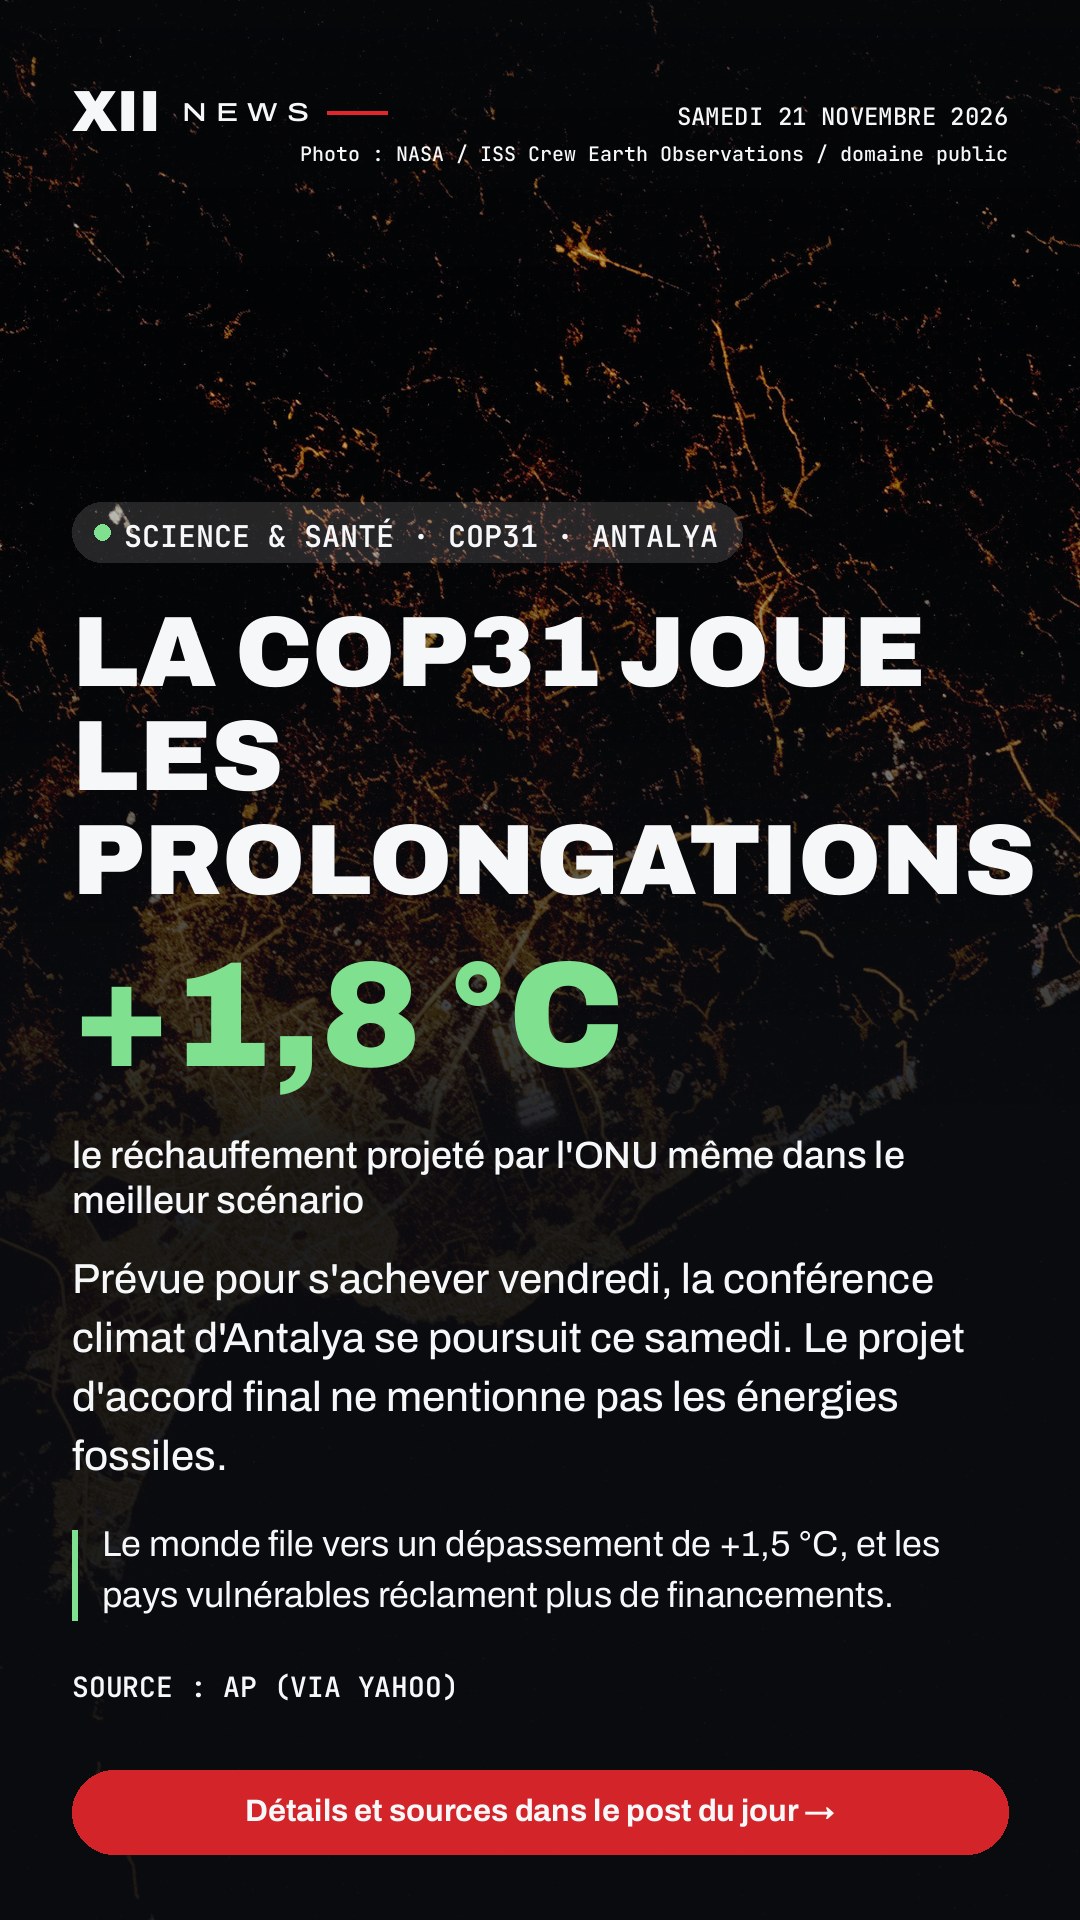 XII NEWS
SAMEDI 21 NOVEMBRE 2026
Photo : NASA / ISS Crew Earth Observations / domaine public
SCIENCE & SANTÉ · COP31 · ANTALYA
LA COP31 JOUE
LES
PROLONGATIONS
+1,8 °C
le réchauffement projeté par l'ONU même dans le
meilleur scénario
Prévue pour s'achever vendredi, la conférence
climat d'Antalya se poursuit ce samedi. Le projet
d'accord final ne mentionne pas les énergies
fossiles.
Le monde file vers un dépassement de +1,5 °C, et les
pays vulnérables réclament plus de financements.
SOURCE : AP (VIA YAHOO)
Détails et sources dans le post du jour →